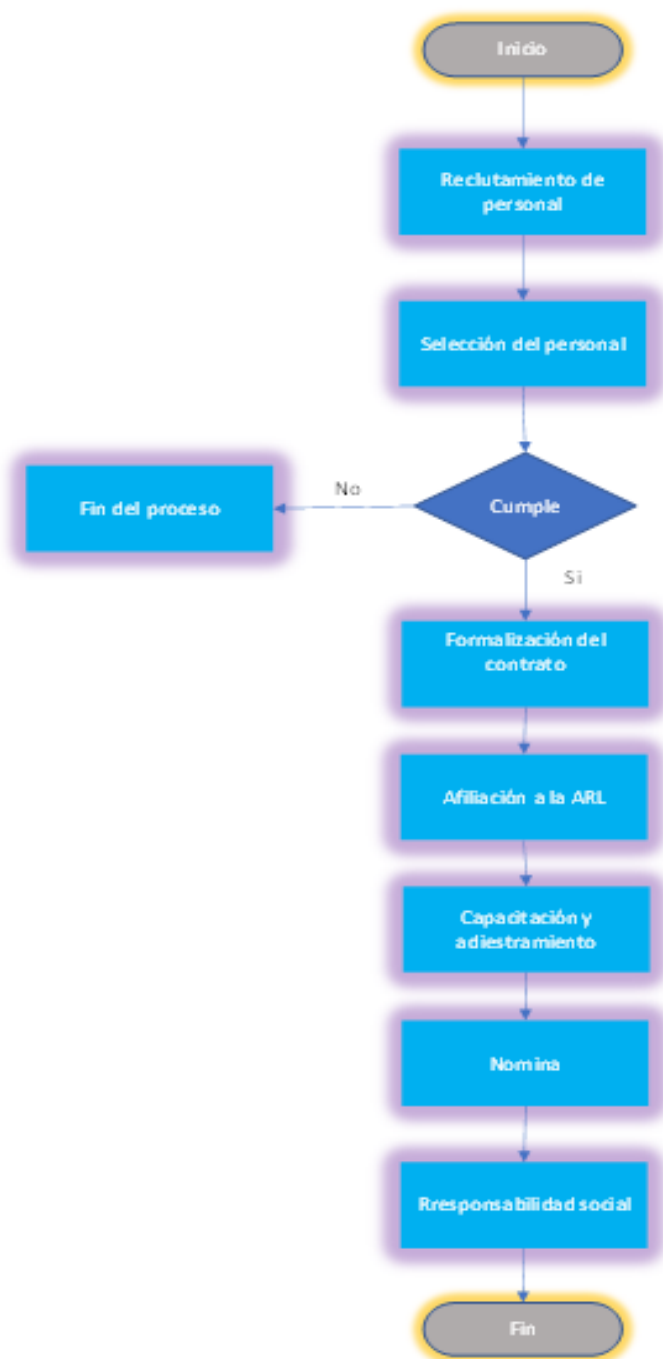 Inicio
Reclutamiento de
personal
Selección del personal
No
Fin del proceso
Cumple
Si
Formalización del
contrato
Afiliación a la ARL
Capacitación y
adiestramiento
Nomina
Rresponsabilidad social
Fin